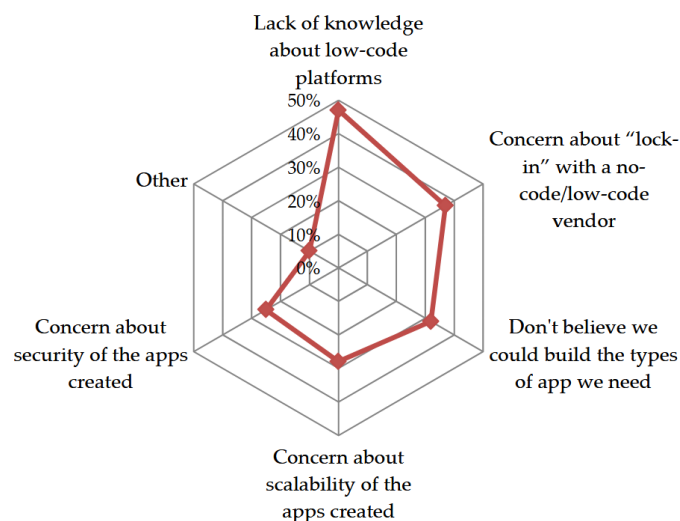 Lack of knowledge
about low-code
platforms
50%
40%
30%
20%
10%
0%
Concern about “lock-
in” with a no-
code/low-code
vendor
Don't believe we
could build the types
of app we need
Concern about
scalability of the
apps created
Concern about
security of the apps
created
Other